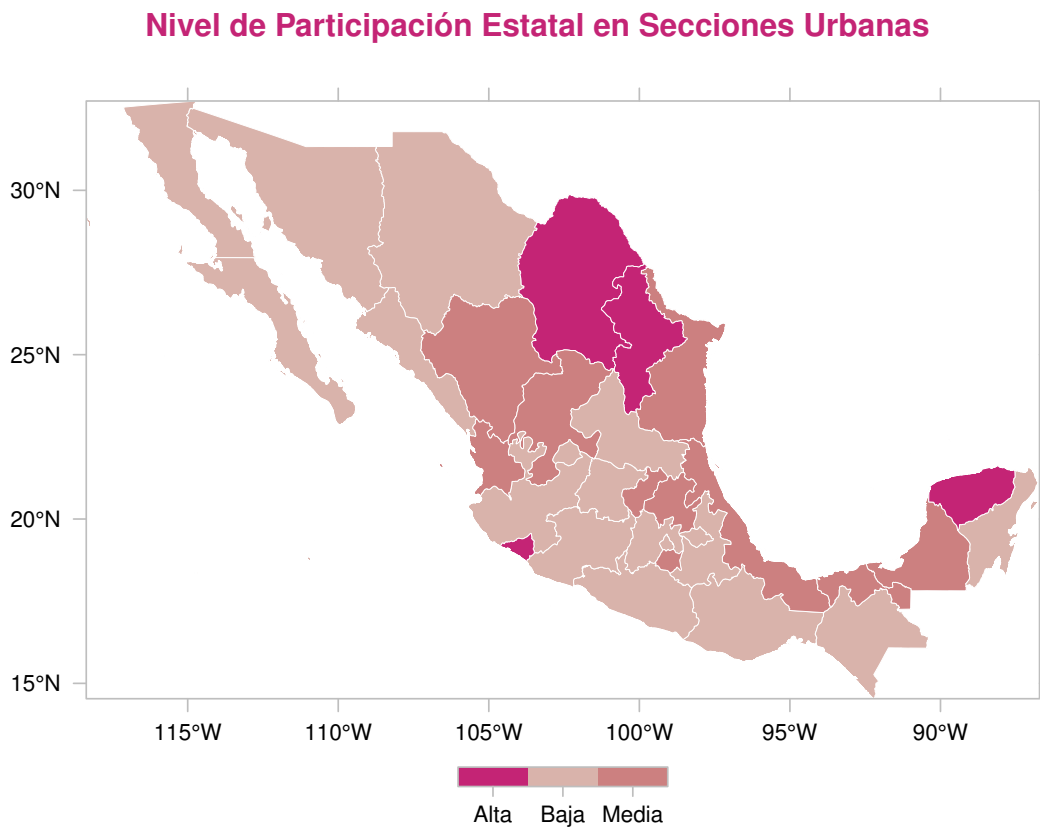 Nivel de Participación Estatal en Secciones Urbanas
30°N
25°N
20°N
15°N
115°W 110°W 105°W 100°W 95°W 90°W
Alta Baja Media